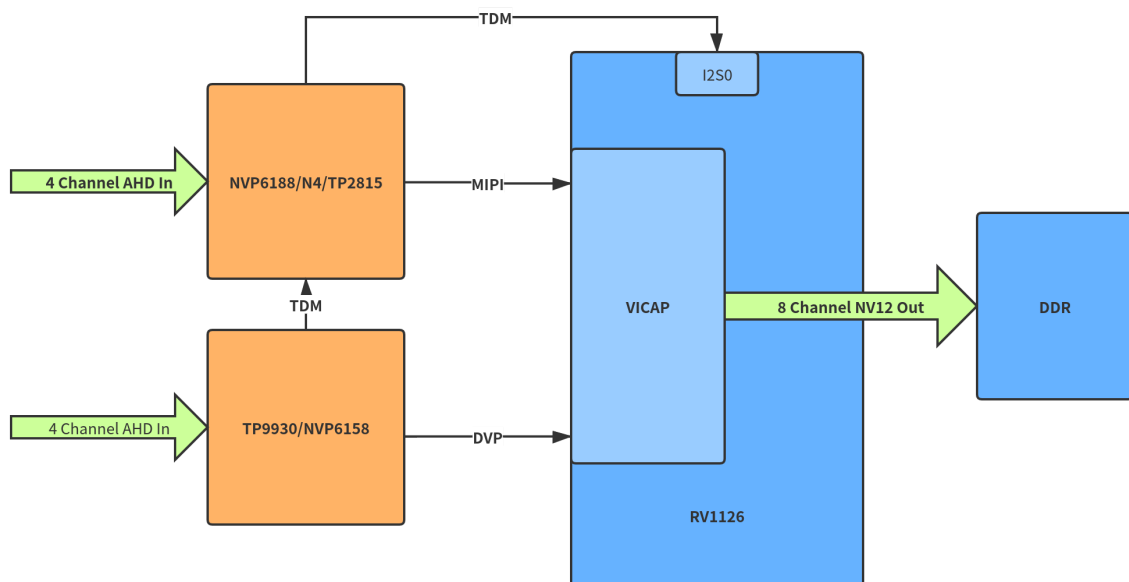 TDM
I2S0
4 Channel AHD In
NVP6188/N4/TP2815
MIPI
TDM
VICAP
8 Channel NV12 Out
DDR
4 Channel AHD In
TP9930/NVP6158
DVP
RV1126